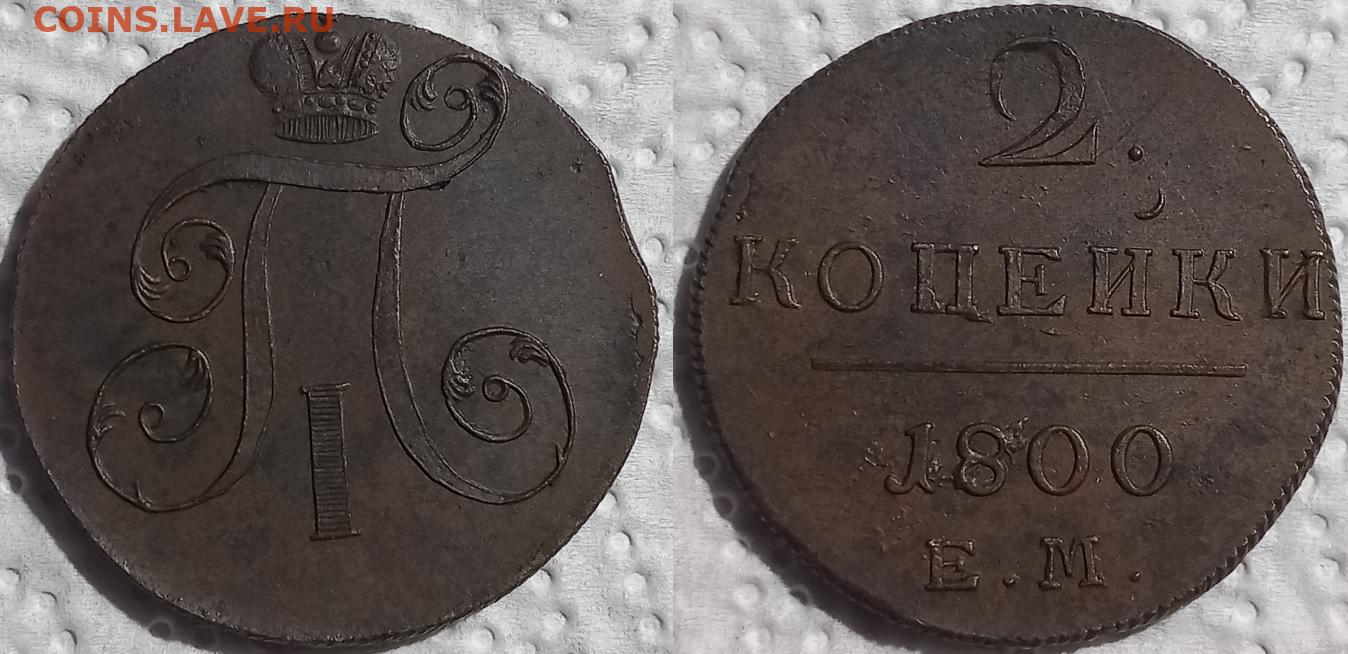 COINS.LAVE.RU
П
I
2.
КОПЕЙКИ
1800
Е.М.